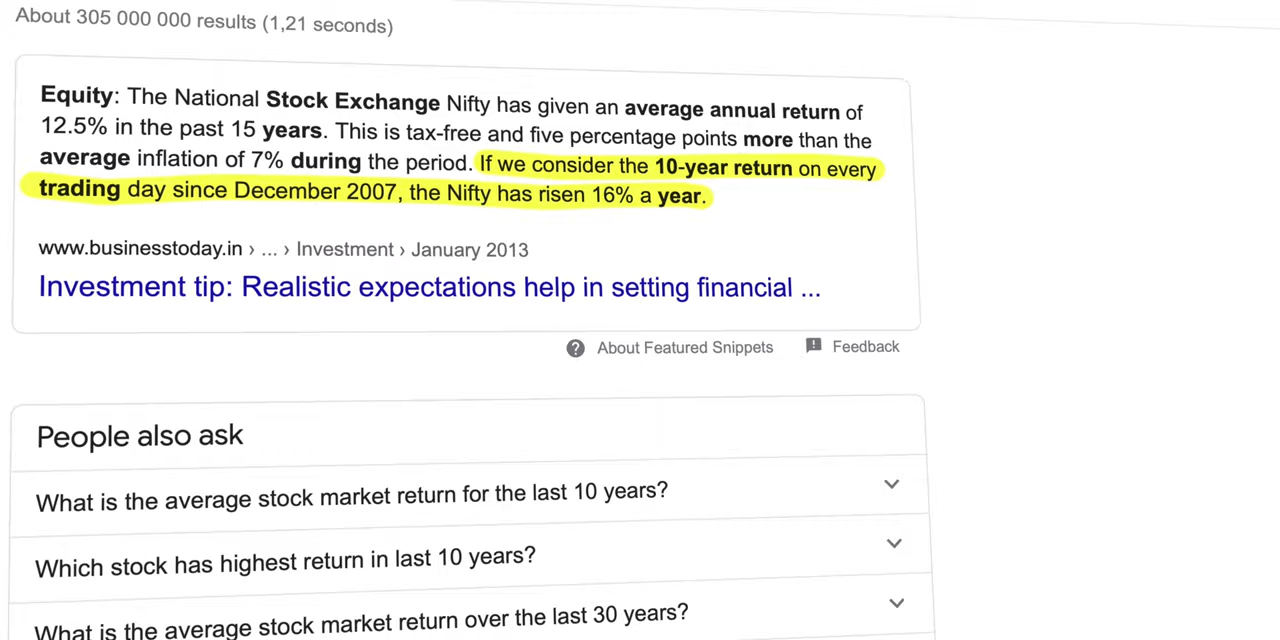 About 305 000 000 results (1,21 seconds)
Equity: The National Stock Exchange Nifty has given an average annual return of
12.5% in the past 15 years. This is tax-free and five percentage points more than the
average inflation of 7% during the period. If we consider the 10-year return on every
trading day since December 2007, the Nifty has risen 16% a year.
www.businesstoday.in › ... › Investment › January 2013
Investment tip: Realistic expectations help in setting financial ...
About Featured Snippets Feedback
People also ask
What is the average stock market return for the last 10 years?
Which stock has highest return in last 10 years?
What is the average stock market return over the last 30 years?